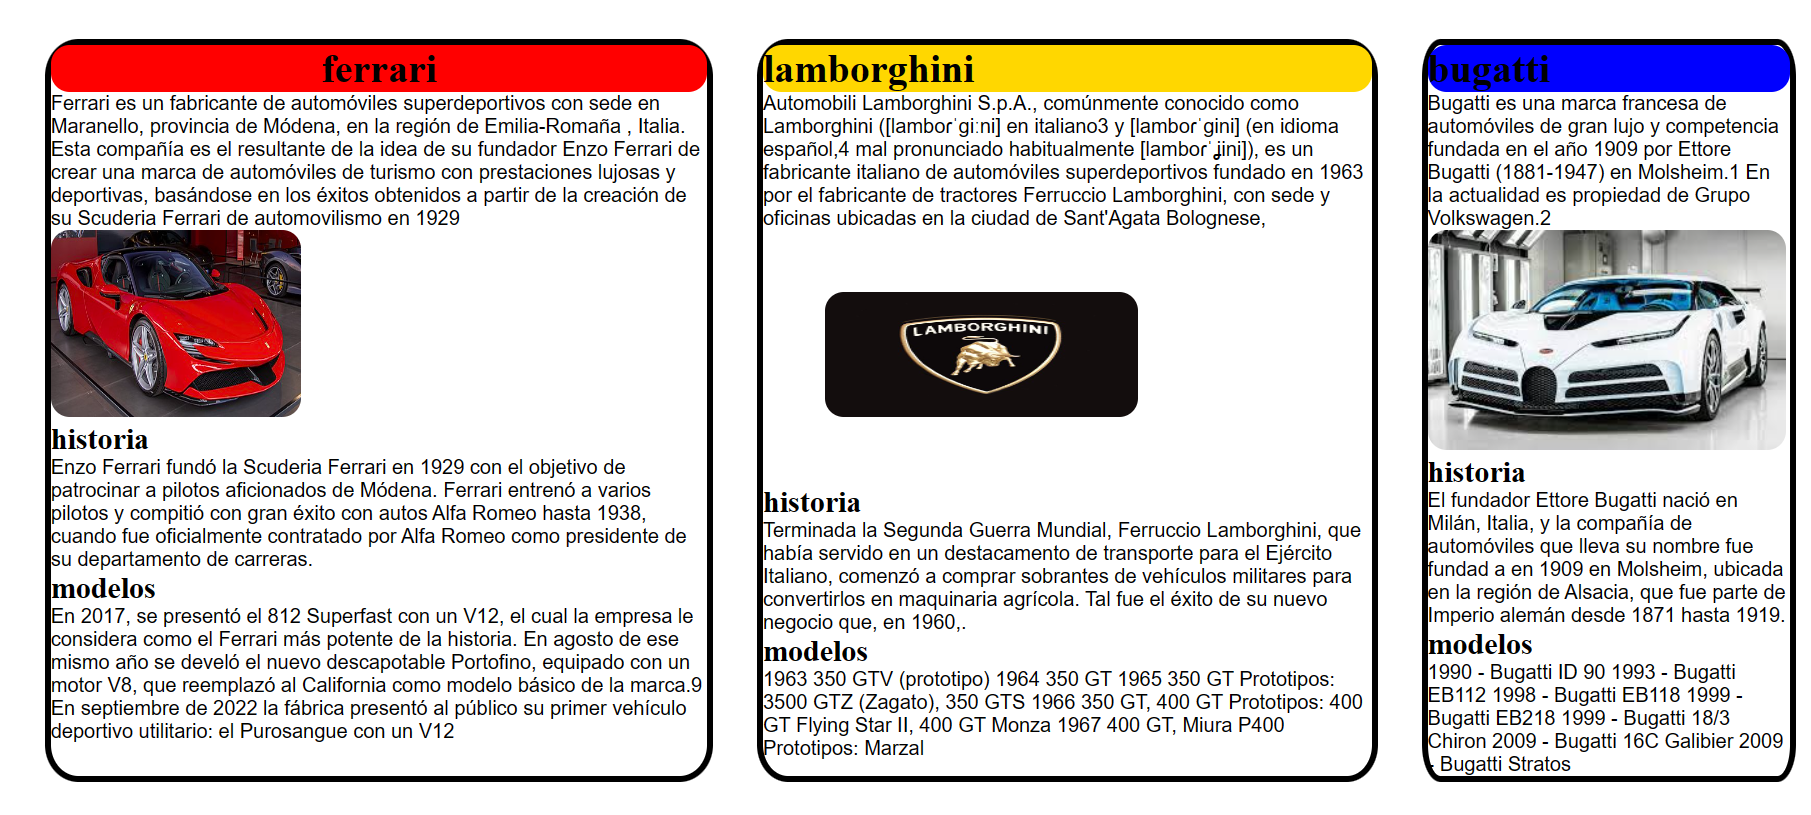 ferrari
Ferrari es un fabricante de automóviles superdeportivos con sede en
Maranello, provincia de Módena, en la región de Emilia-Romaña , Italia.
Esta compañía es el resultante de la idea de su fundador Enzo Ferrari de
crear una marca de automóviles de turismo con prestaciones lujosas y
deportivas, basándose en los éxitos obtenidos a partir de la creación de
su Scuderia Ferrari de automovilismo en 1929
historia
Enzo Ferrari fundó la Scuderia Ferrari en 1929 con el objetivo de
patrocinar a pilotos aficionados de Módena. Ferrari entrenó a varios
pilotos y compitió con gran éxito con autos Alfa Romeo hasta 1938,
cuando fue oficialmente contratado por Alfa Romeo como presidente de
su departamento de carreras.
modelos
En 2017, se presentó el 812 Superfast con un V12, el cual la empresa le
considera como el Ferrari más potente de la historia. En agosto de ese
mismo año se develó el nuevo descapotable Portofino, equipado con un
motor V8, que reemplazó al California como modelo básico de la marca.9
En septiembre de 2022 la fábrica presentó al público su primer vehículo
deportivo utilitario: el Purosangue con un V12
lamborghini
Automobili Lamborghini S.p.A., comúnmente conocido como
Lamborghini ([lamborˈɡiːni] en italiano3 y [lamborˈɡini] (en idioma
español,4 mal pronunciado habitualmente [lamborˈʝini]), es un
fabricante italiano de automóviles superdeportivos fundado en 1963
por el fabricante de tractores Ferruccio Lamborghini, con sede y
oficinas ubicadas en la ciudad de Sant'Agata Bolognese,
LAMBORGHINI
historia
Terminada la Segunda Guerra Mundial, Ferruccio Lamborghini, que
había servido en un destacamento de transporte para el Ejército
Italiano, comenzó a comprar sobrantes de vehículos militares para
convertirlos en maquinaria agrícola. Tal fue el éxito de su nuevo
negocio que, en 1960,.
modelos
1963 350 GTV (prototipo) 1964 350 GT 1965 350 GT Prototipos:
3500 GTZ (Zagato), 350 GTS 1966 350 GT, 400 GT Prototipos: 400
GT Flying Star II, 400 GT Monza 1967 400 GT, Miura P400
Prototipos: Marzal
bugatti
Bugatti es una marca francesa de
automóviles de gran lujo y competencia
fundada en el año 1909 por Ettore
Bugatti (1881-1947) en Molsheim.1 En
la actualidad es propiedad de Grupo
Volkswagen.2
historia
El fundador Ettore Bugatti nació en
Milán, Italia, y la compañía de
automóviles que lleva su nombre fue
fundad a en 1909 en Molsheim, ubicada
en la región de Alsacia, que fue parte de
Imperio alemán desde 1871 hasta 1919.
modelos
1990 - Bugatti ID 90 1993 - Bugatti
EB112 1998 - Bugatti EB118 1999 -
Bugatti EB218 1999 - Bugatti 18/3
Chiron 2009 - Bugatti 16C Galibier 2009
- Bugatti Stratos